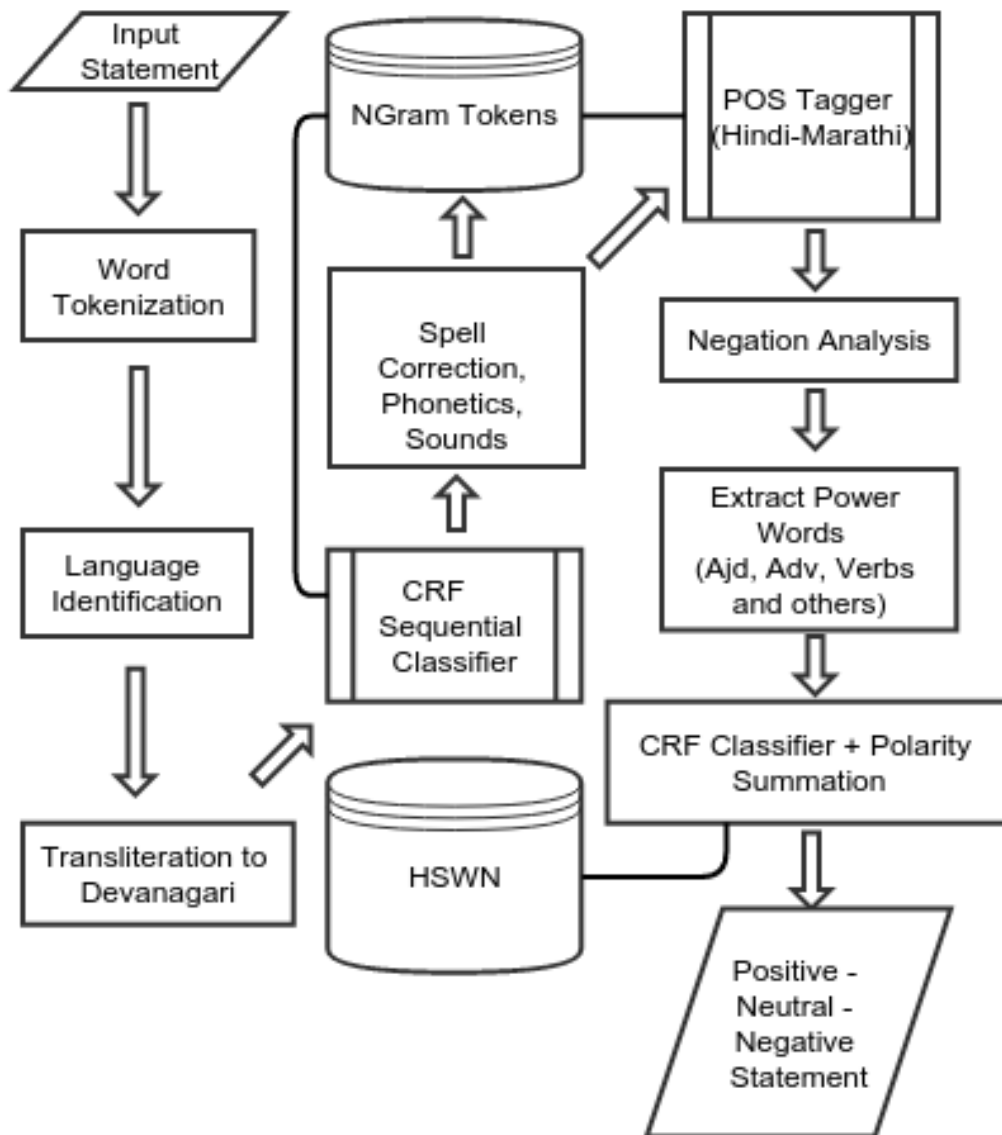 Input
Statement
Word
Tokenization
Language
Identification
Transliteration to
Devanagari
NGram Tokens
Spell
Correction,
Phonetics,
Sounds
CRF
Sequential
Classifier
HSWN
POS Tagger
(Hindi-Marathi)
Negation Analysis
Extract Power
Words
(Ajd, Adv, Verbs
and others)
CRF Classifier + Polarity
Summation
Positive -
Neutral -
Negative
Statement